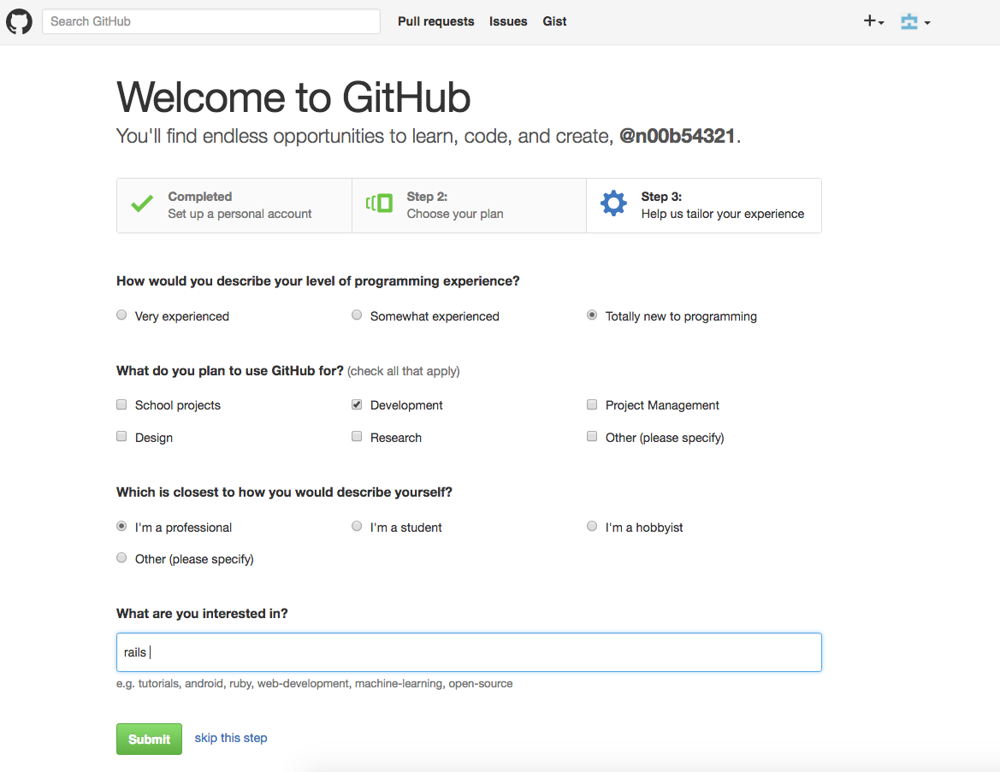 Search GitHub Pull requests Issues Gist
Welcome to GitHub
You'll find endless opportunities to learn, code, and create, @n00b54321.
Completed
Set up a personal account
Step 2:
Choose your plan
Step 3:
Help us tailor your experience
How would you describe your level of programming experience?
Very experienced Somewhat experienced Totally new to programming
What do you plan to use GitHub for? (check all that apply)
School projects Development Project Management
Design Research Other (please specify)
Which is closest to how you would describe yourself?
I'm a professional I'm a student I'm a hobbyist
Other (please specify)
What are you interested in?
rails
e.g. tutorials, android, ruby, web-development, machine-learning, open-source
Submit skip this step